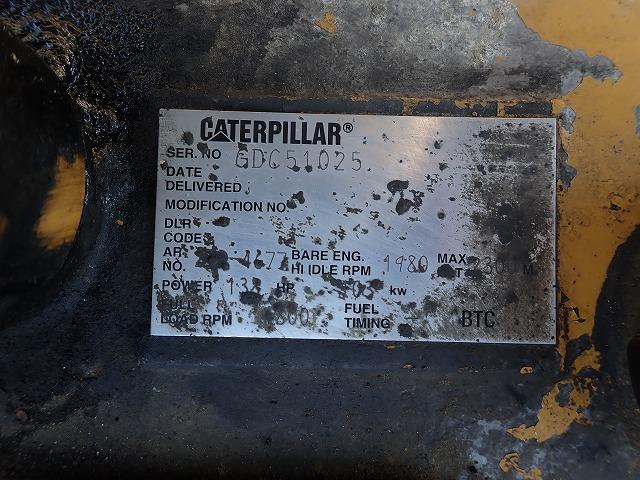 CATERPILLAR®
SER. NO GDC51025
DATE
DELIVERED
MODIFICATION NO
DLR
CODE
AR BARE ENG. MAX
NO. HI IDLE RPM 1980 M
POWER HP kw
FULL FUEL
LOAD RPM TIMING BTC